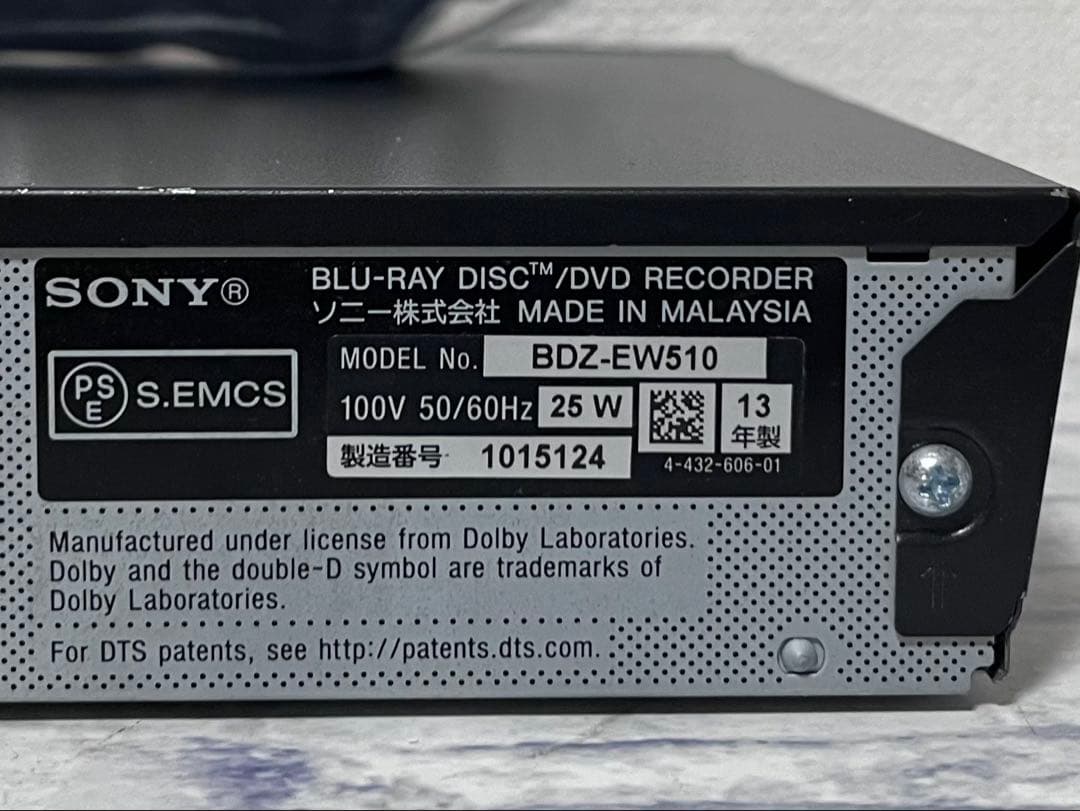 SONY®
BLU-RAY DISC™/DVD RECORDER
ソニー株式会社 MADE IN MALAYSIA
PSE S.EMCS
MODEL No. BDZ-EW510
100V 50/60Hz 25 W
13
年製
製造番号 1015124
4-432-606-01
Manufactured under license from Dolby Laboratories.
Dolby and the double-D symbol are trademarks of
Dolby Laboratories.
For DTS patents, see http://patents.dts.com.